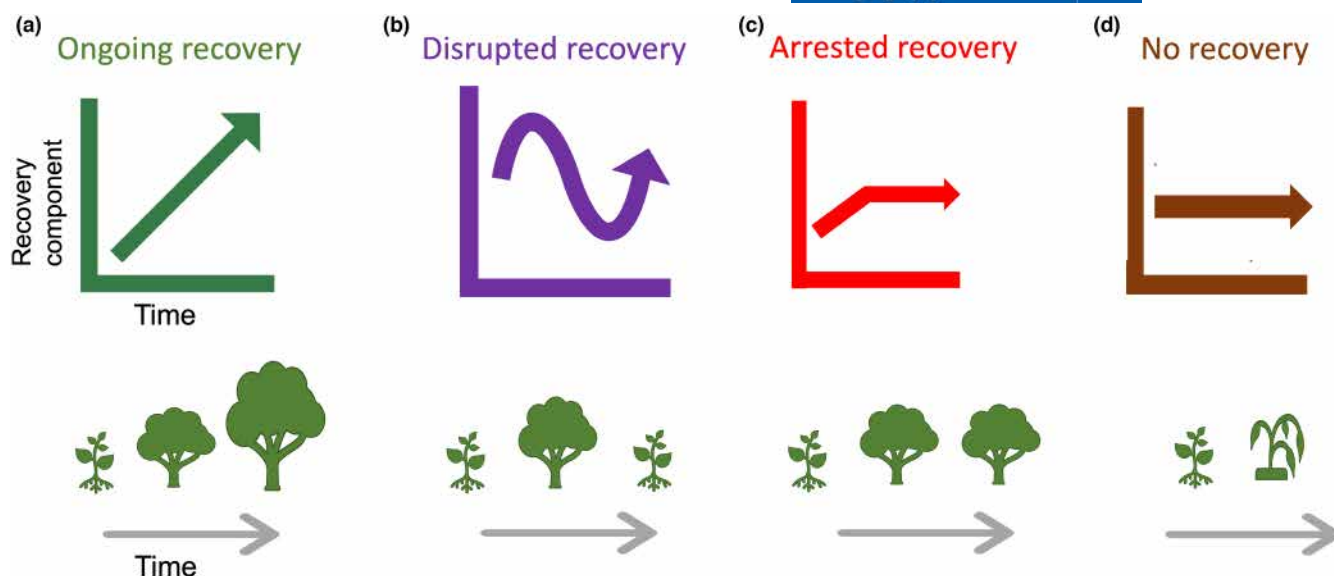 (a)
Ongoing recovery
(b)
Disrupted recovery
(c)
Arrested recovery
(d)
No recovery
Recovery
component
Time
Time